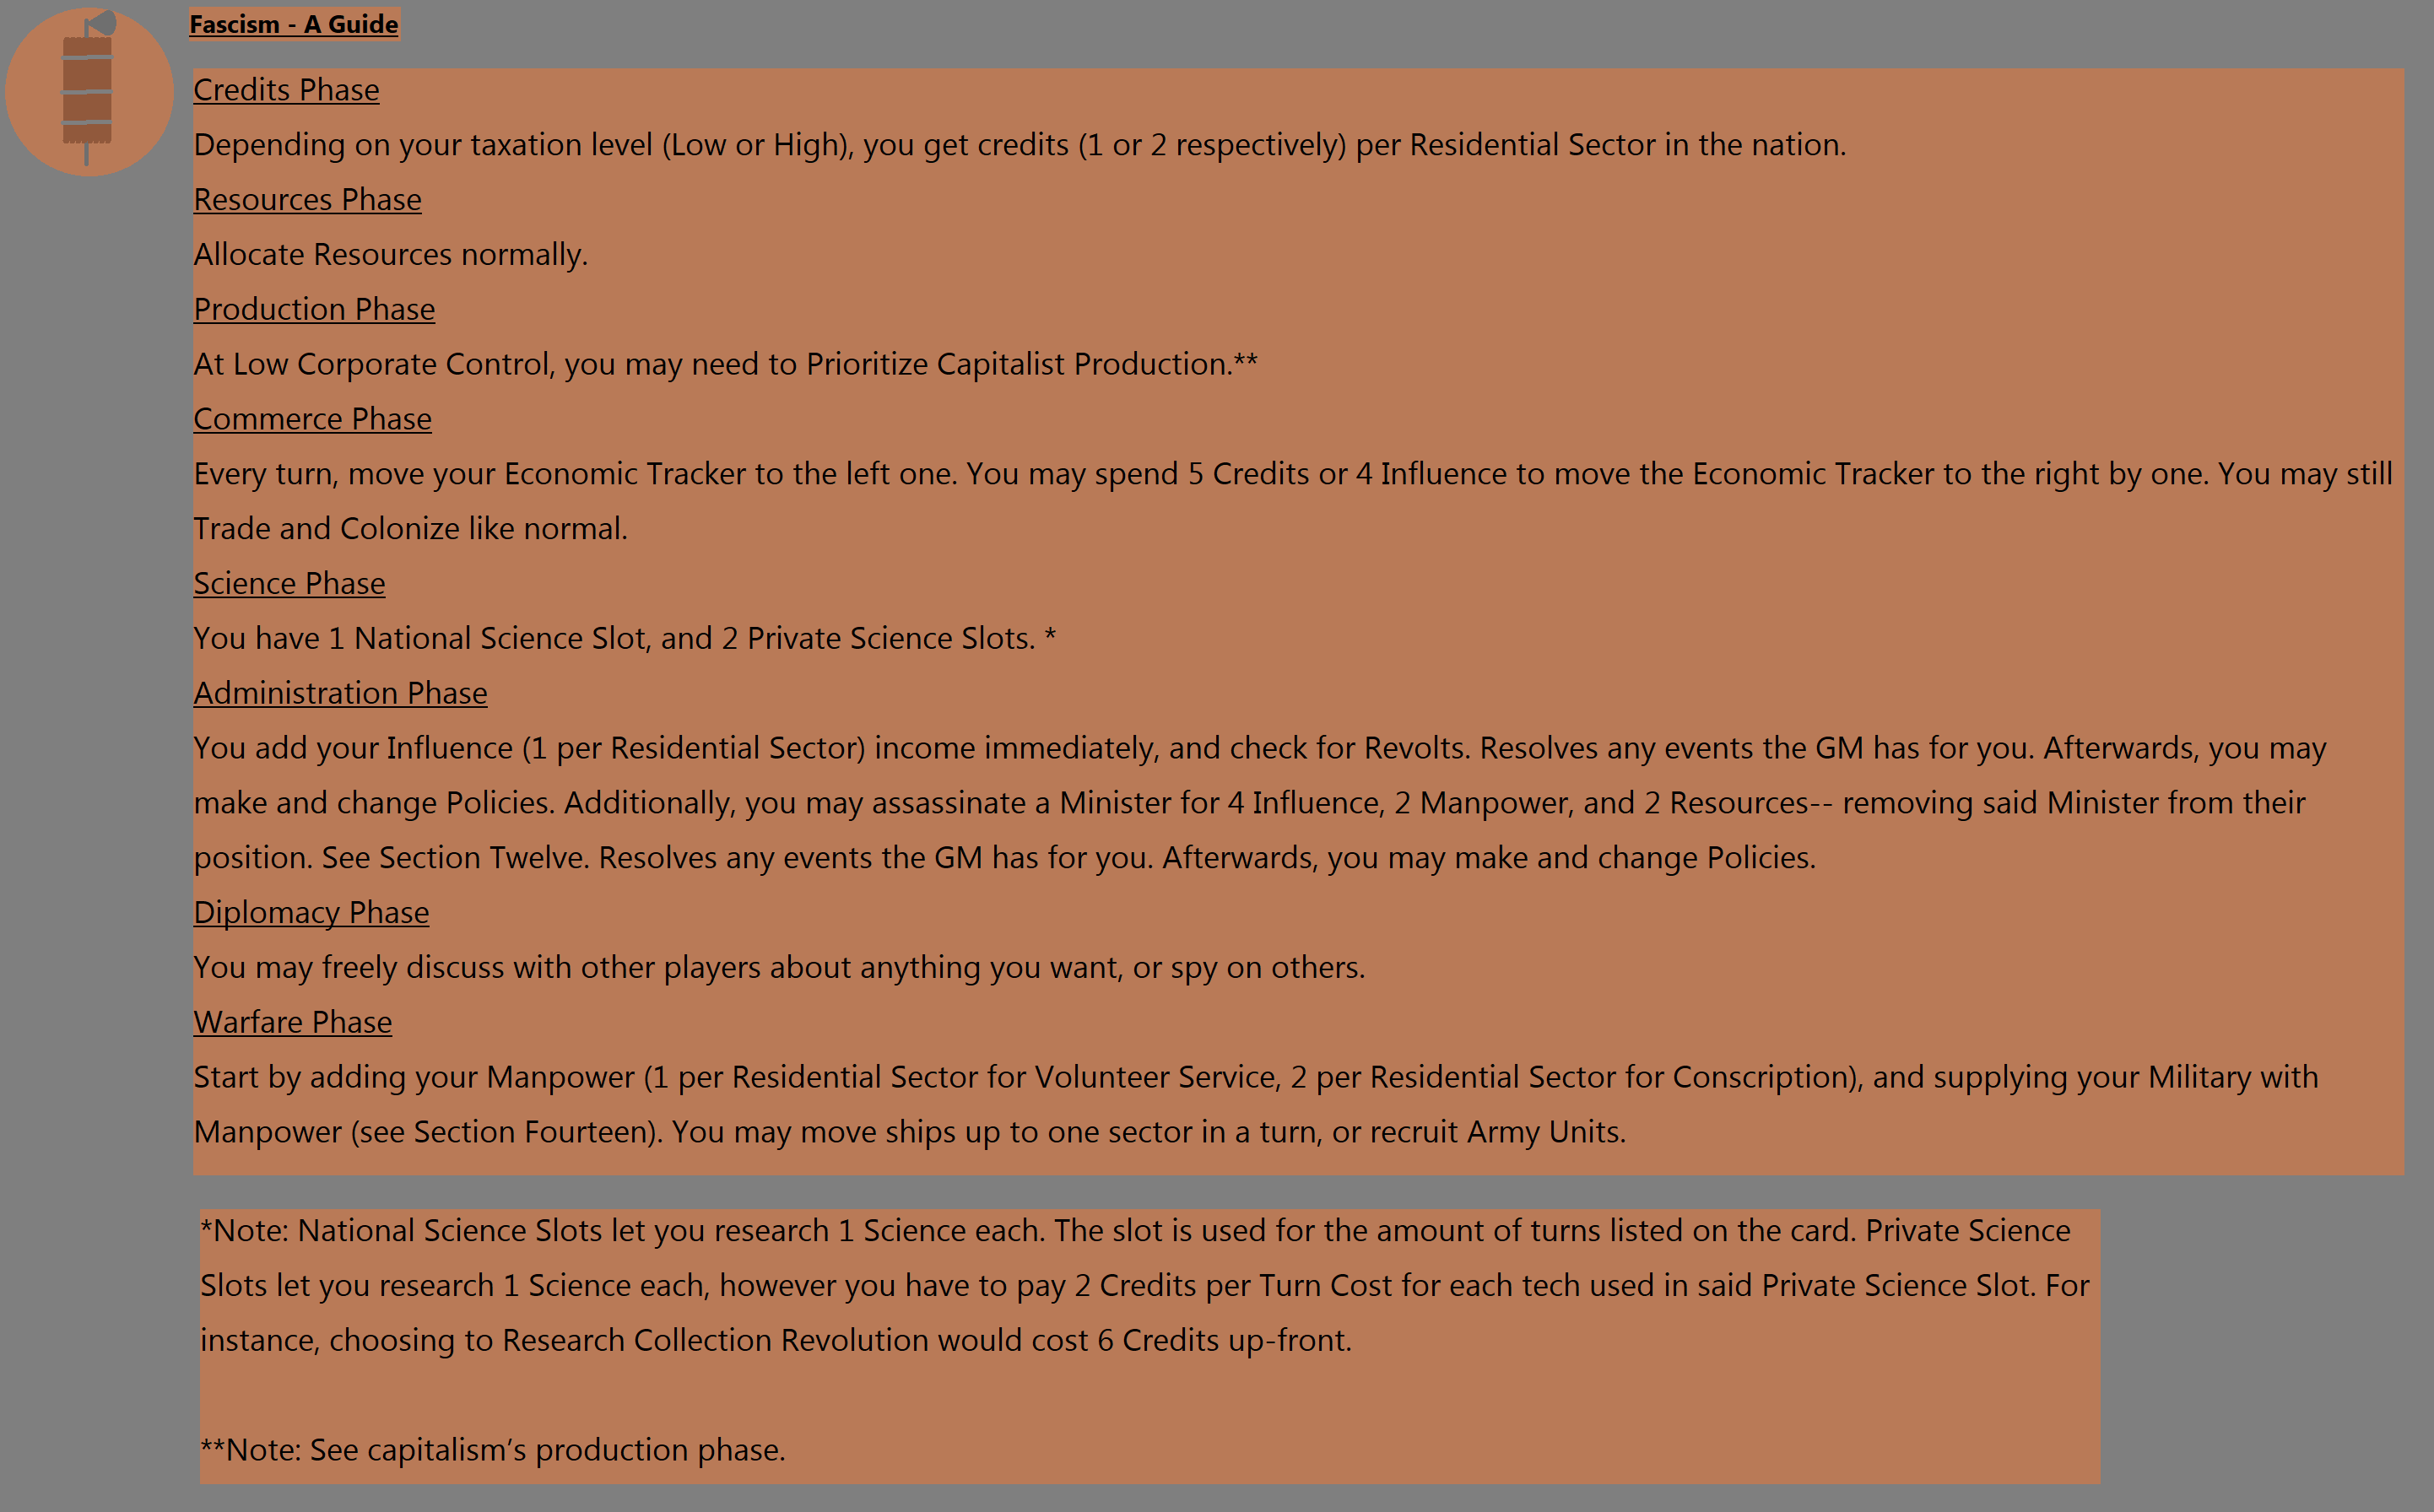 Fascism - A Guide
Credits Phase
Depending on your taxation level (Low or High), you get credits (1 or 2 respectively) per Residential Sector in the nation.
Resources Phase
Allocate Resources normally.
Production Phase
At Low Corporate Control, you may need to Prioritize Capitalist Production.**
Commerce Phase
Every turn, move your Economic Tracker to the left one. You may spend 5 Credits or 4 Influence to move the Economic Tracker to the right by one. You may still
Trade and Colonize like normal.
Science Phase
You have 1 National Science Slot, and 2 Private Science Slots. *
Administration Phase
You add your Influence (1 per Residential Sector) income immediately, and check for Revolts. Resolves any events the GM has for you. Afterwards, you may
make and change Policies. Additionally, you may assassinate a Minister for 4 Influence, 2 Manpower, and 2 Resources-- removing said Minister from their
position. See Section Twelve. Resolves any events the GM has for you. Afterwards, you may make and change Policies.
Diplomacy Phase
You may freely discuss with other players about anything you want, or spy on others.
Warfare Phase
Start by adding your Manpower (1 per Residential Sector for Volunteer Service, 2 per Residential Sector for Conscription), and supplying your Military with
Manpower (see Section Fourteen). You may move ships up to one sector in a turn, or recruit Army Units.
*Note: National Science Slots let you research 1 Science each. The slot is used for the amount of turns listed on the card. Private Science
Slots let you research 1 Science each, however you have to pay 2 Credits per Turn Cost for each tech used in said Private Science Slot. For
instance, choosing to Research Collection Revolution would cost 6 Credits up-front.
**Note: See capitalism’s production phase.